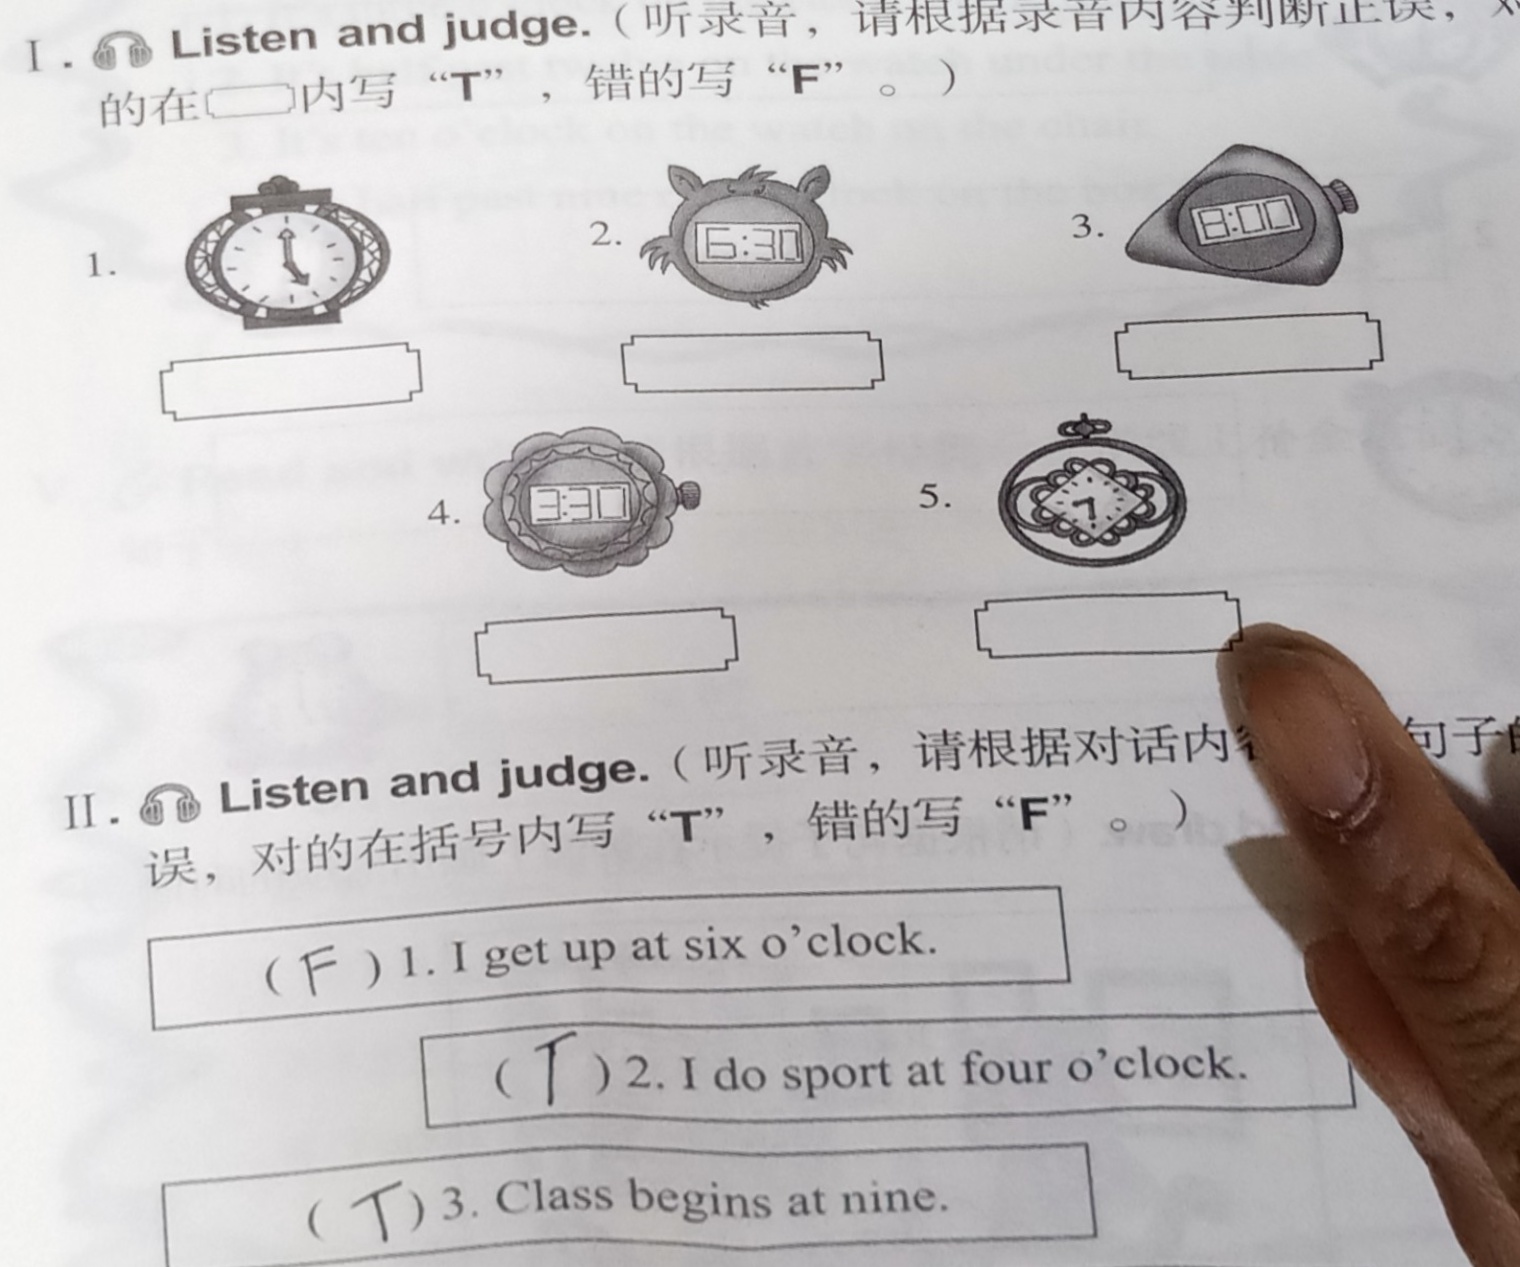 I. Listen and judge.（听录音，请根据录音内容判断正误，对
的在 内写“T”，错的写“F”。）
1.
2. 6:30
3. 8:00
4. 3:30
5.
II. Listen and judge.（听录音，请根据对话内 句子的
误，对的在括号内写“T”，错的写“F”。）
( F ) 1. I get up at six o’clock.
( T ) 2. I do sport at four o’clock.
( T ) 3. Class begins at nine.